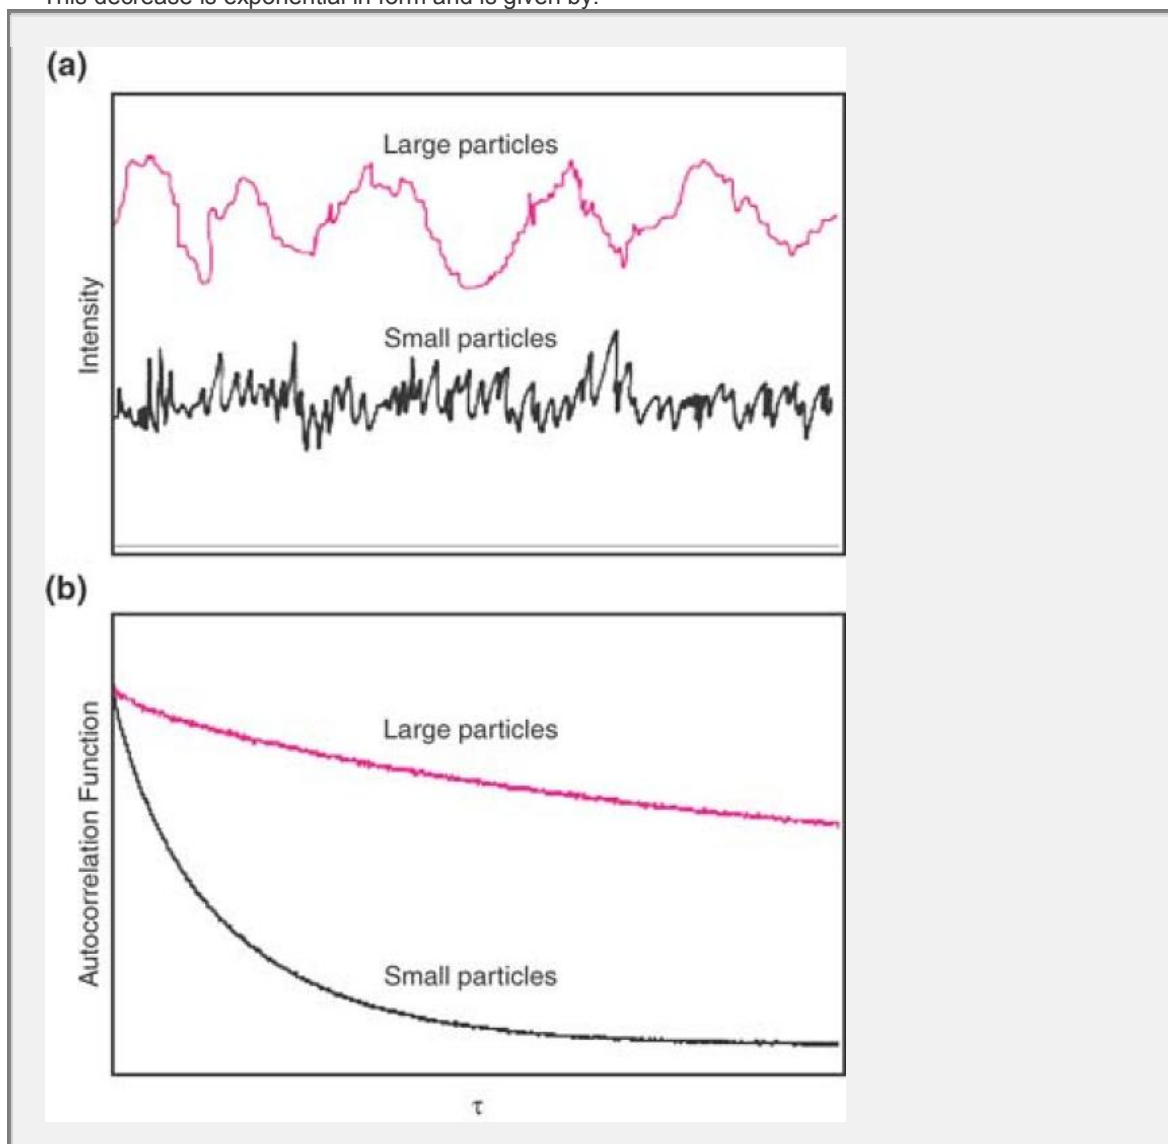 This decrease is exponential in form and is given by:
(a)
Large particles
Small particles
Intensity
(b)
Large particles
Small particles
Autocorrelation Function
τ